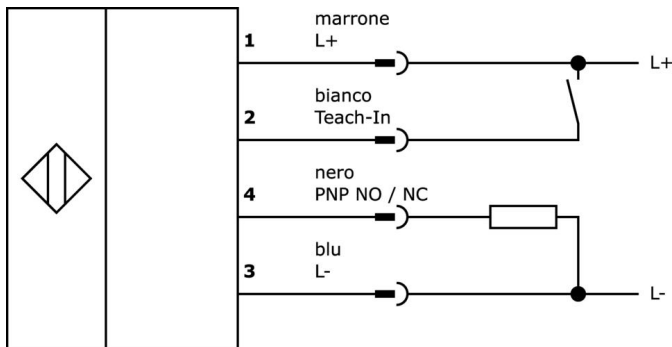 marrone
1 L+
L+
bianco
2 Teach-In
nero
4 PNP NO / NC
blu
3 L-
L-